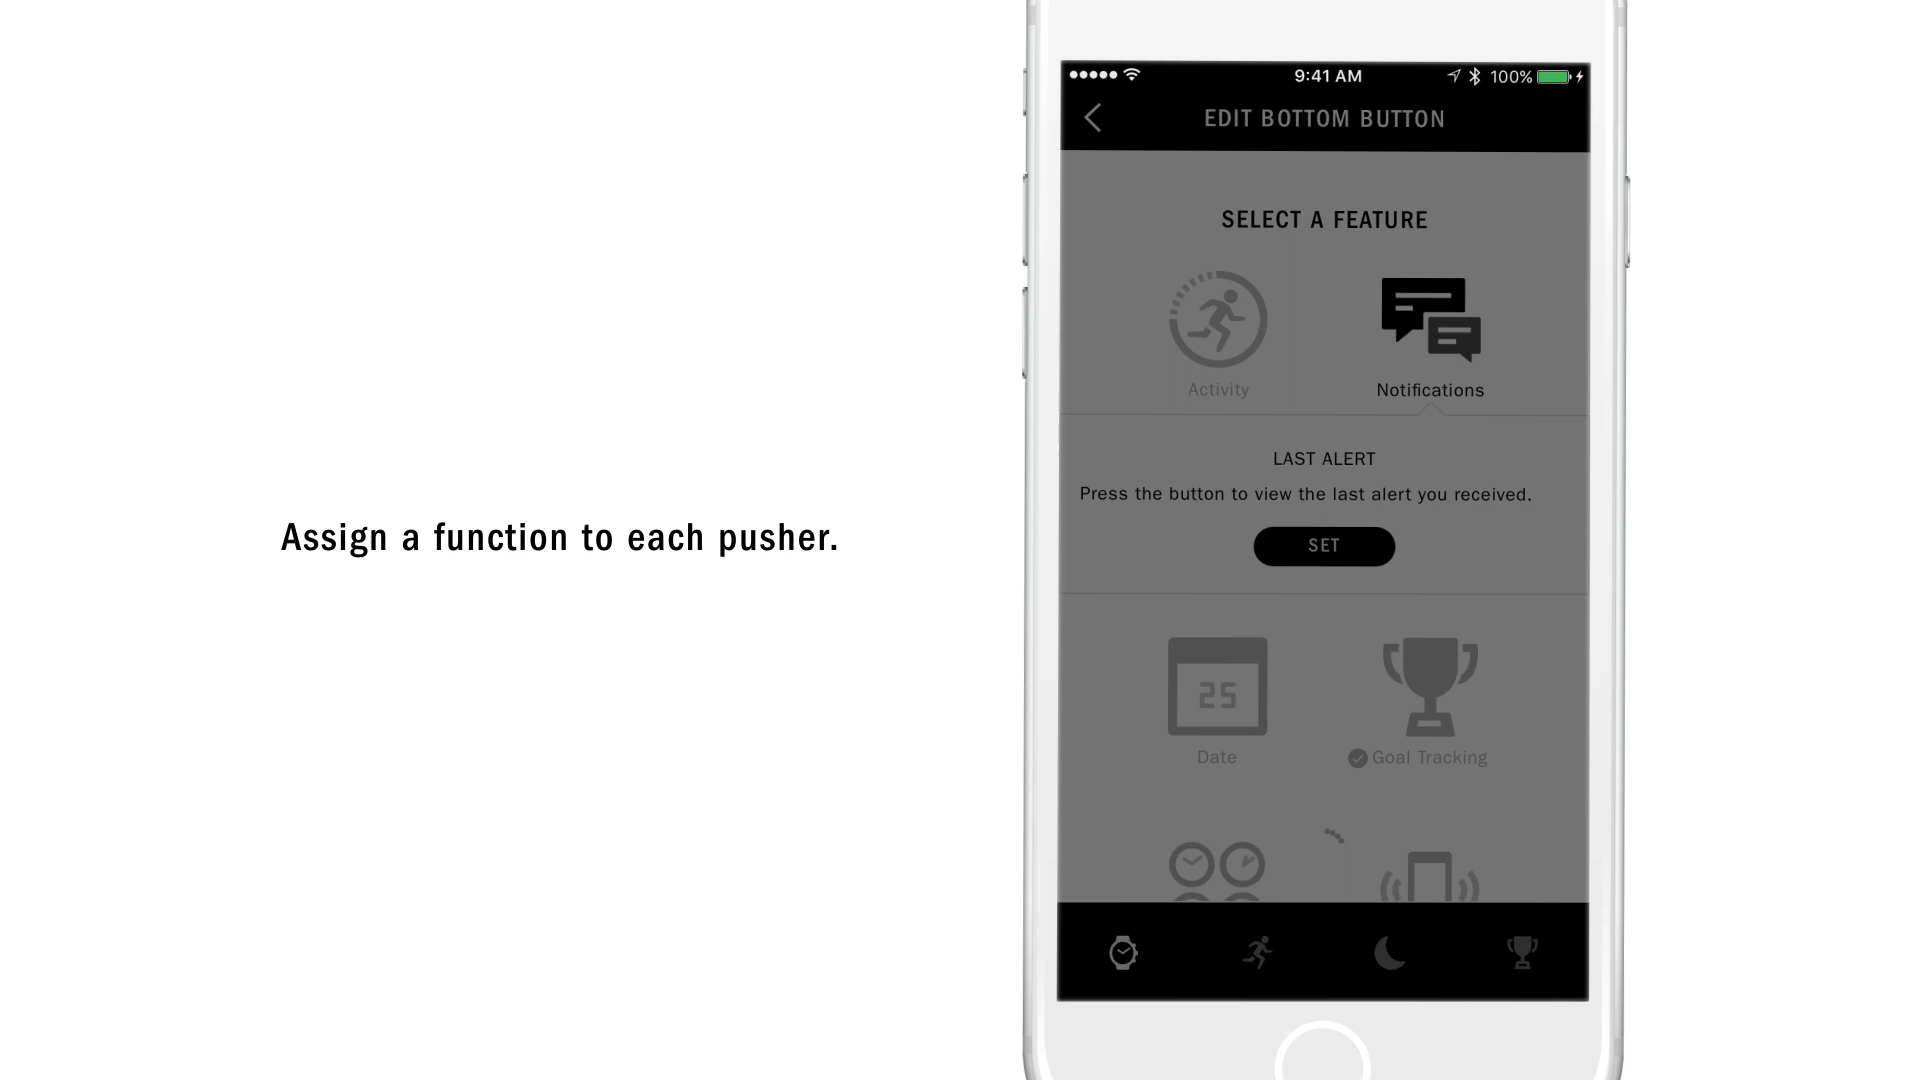 Assign a function to each pusher.
9:41 AM
100%
EDIT BOTTOM BUTTON
SELECT A FEATURE
Activity
Notifications
LAST ALERT
Press the button to view the last alert you received.
SET
25
Date
Goal Tracking